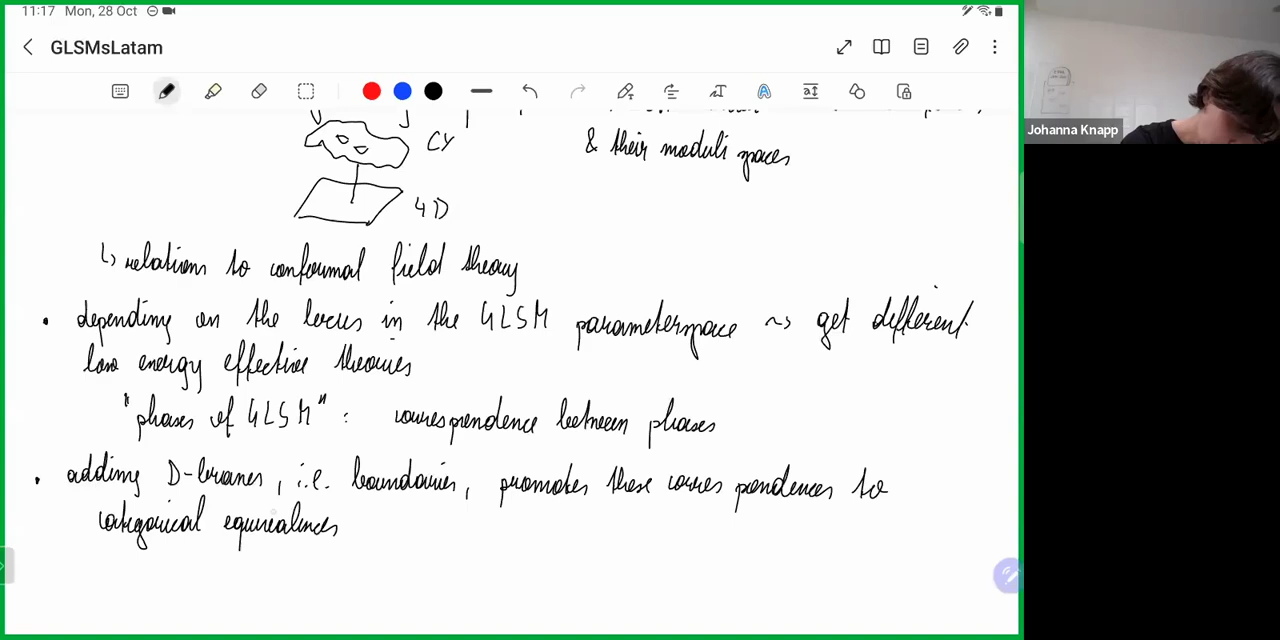 11:17 Mon, 28 Oct
GLSMsLatam
Johanna Knapp
CY
& their moduli spaces
4D
↳ relations to conformal field theory
• depending on the locus in the GLSM parameterspace ~> get different
low energy effective theories
"phases of GLSM" : correspondence between phases
• adding D-branes, i.e. boundaries, promotes these correspondences to
categorical equivalences